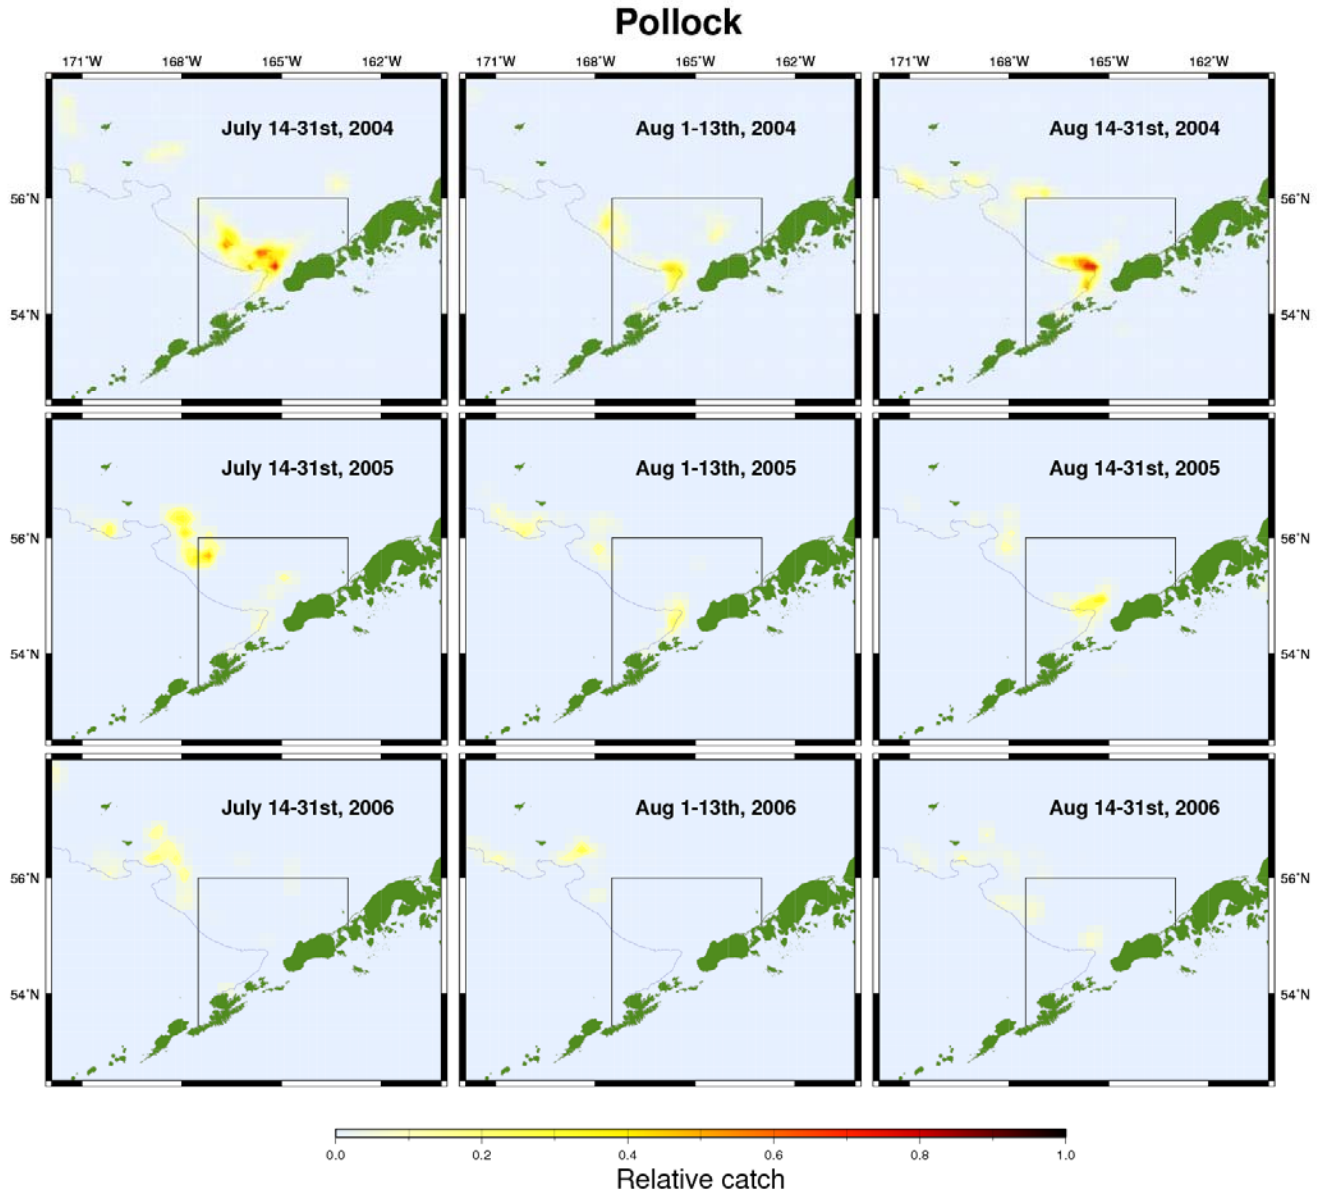 Pollock
171°W 168°W 165°W 162°W 171°W 168°W 165°W 162°W 171°W 168°W 165°W 162°W
July 14-31st, 2004 Aug 1-13th, 2004 Aug 14-31st, 2004
56°N 56°N
54°N 54°N
July 14-31st, 2005 Aug 1-13th, 2005 Aug 14-31st, 2005
56°N 56°N
54°N 54°N
July 14-31st, 2006 Aug 1-13th, 2006 Aug 14-31st, 2006
56°N 56°N
54°N 54°N
0.0 0.2 0.4 0.6 0.8 1.0
Relative catch